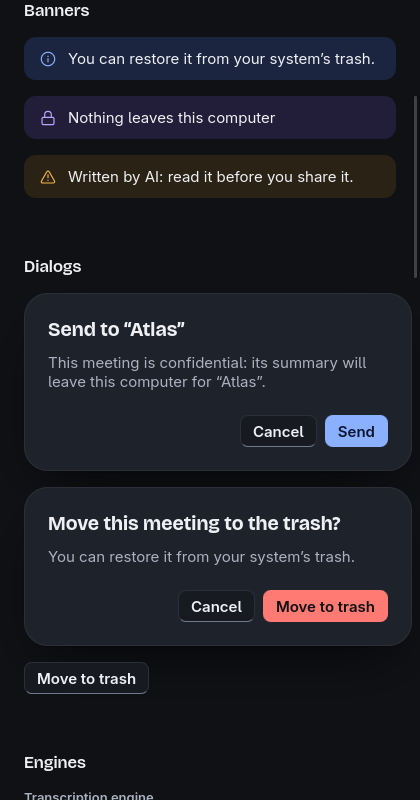 Banners
You can restore it from your system’s trash.
Nothing leaves this computer
Written by AI: read it before you share it.
Dialogs
Send to “Atlas”
This meeting is confidential: its summary will
leave this computer for “Atlas”.
Cancel
Send
Move this meeting to the trash?
You can restore it from your system’s trash.
Cancel
Move to trash
Move to trash
Engines
Transcription engine